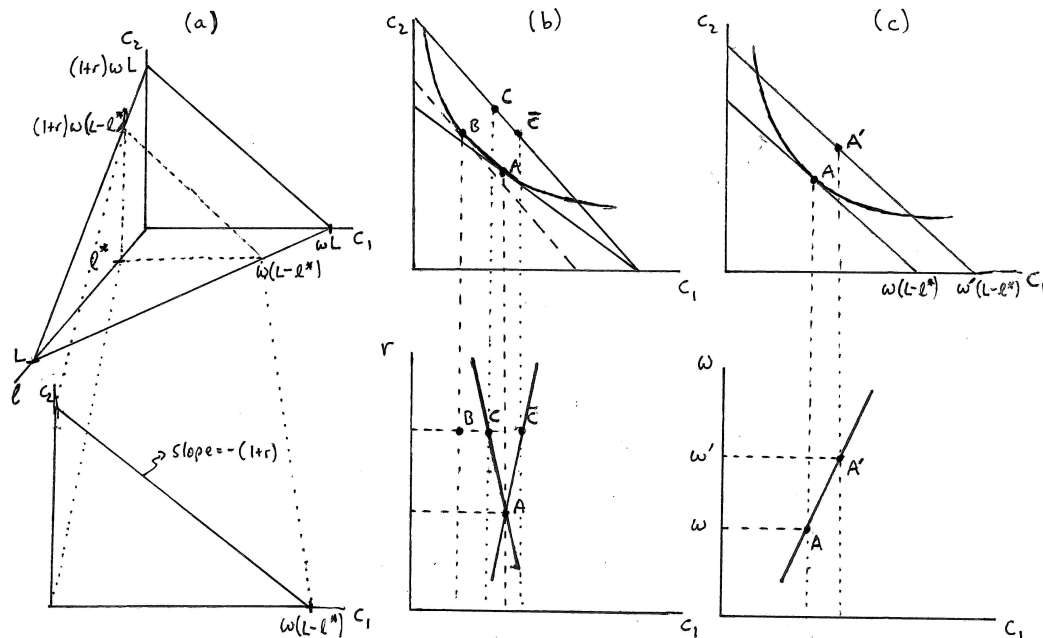 (a)
C₂
(1+r)ωL
(1+r)ω(L-ℓ*)
ℓ*
ωL
C₁
ω(L-ℓ*)
L
ℓ
C₂
slope=-(1+r)
ω(L-ℓ*)
C₁
(b)
C₂
C
C̄
B
A
C₁
r
B
C
C̄
A
C₁
(c)
C₂
A'
A
ω(L-ℓ*)
ω'(L-ℓ*)
C₁
ω
ω'
A'
ω
A
C₁